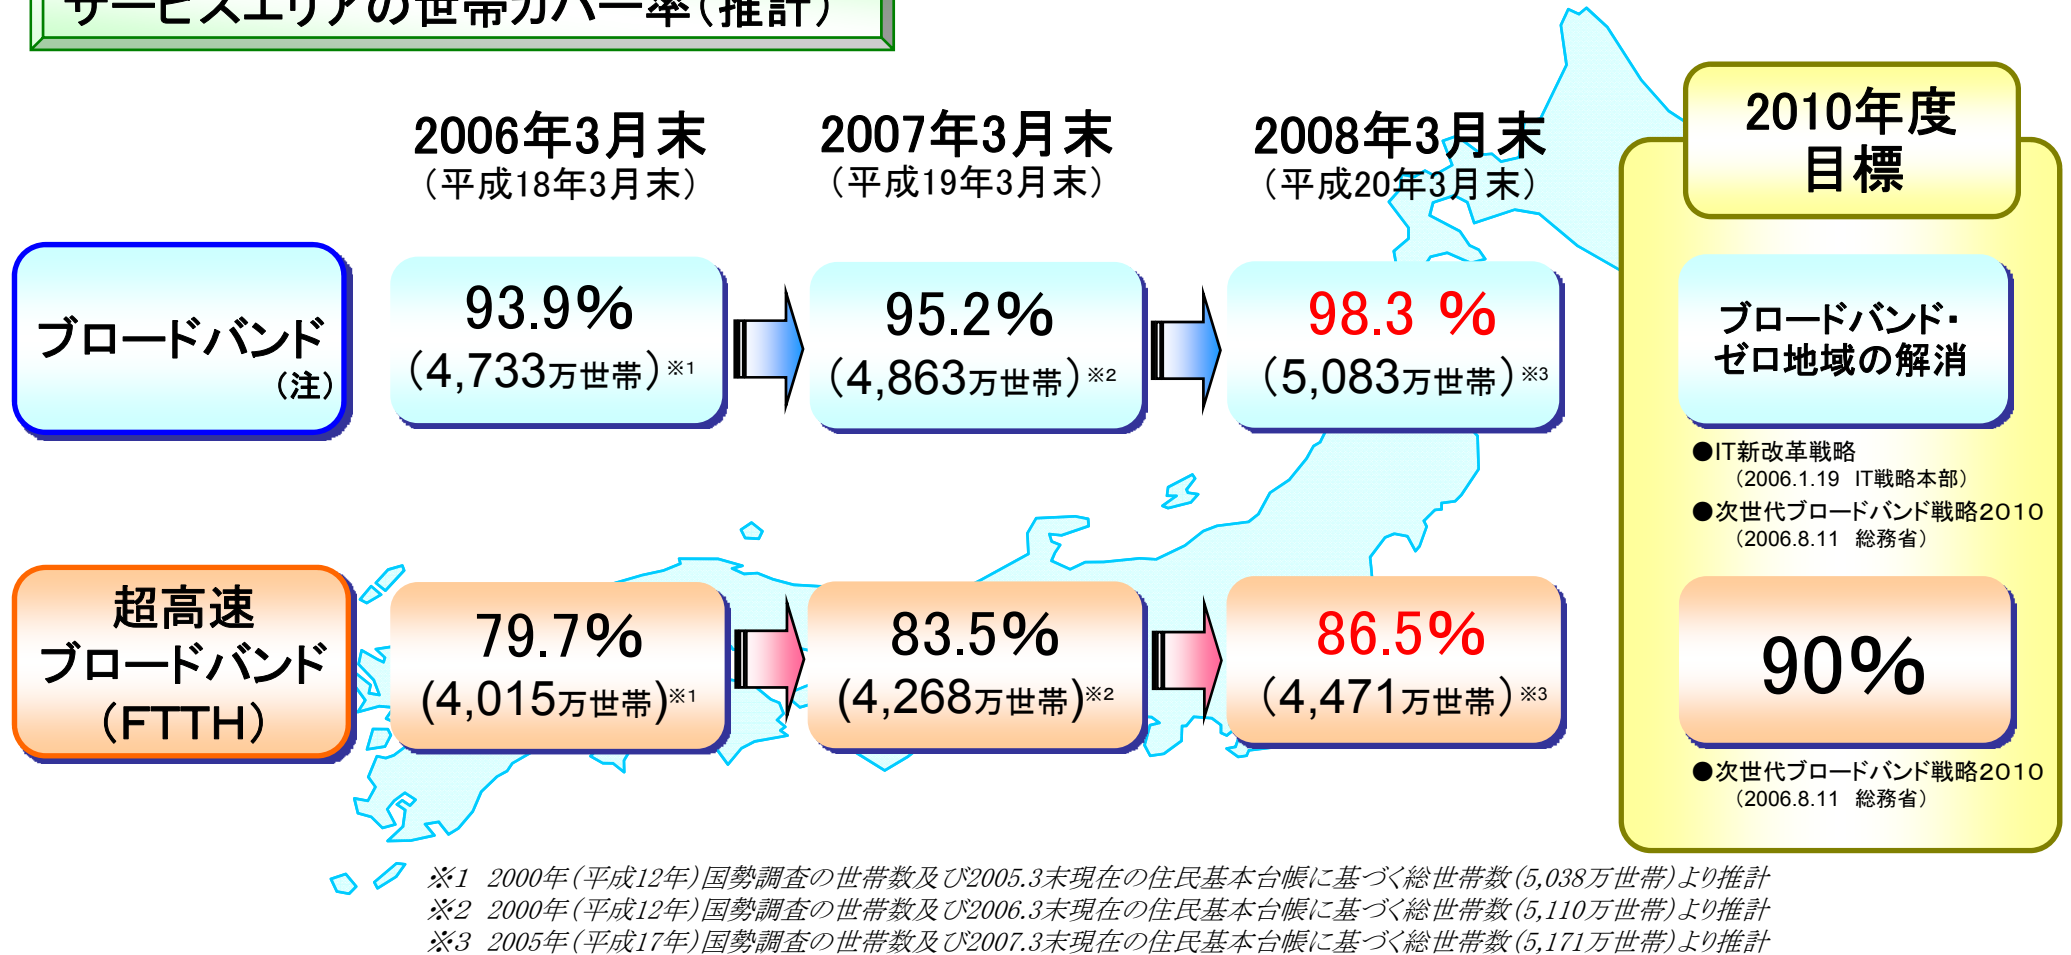 サービスエリアの世帯カバー率（推計）
2006年3月末
（平成18年3月末）
2007年3月末
（平成19年3月末）
2008年3月末
（平成20年3月末）
2010年度
目標
ブロードバンド
（注）
93.9%
（4,733万世帯）※1
95.2%
（4,863万世帯）※2
98.3 %
（5,083万世帯）※3
ブロードバンド・
ゼロ地域の解消
●IT新改革戦略
（2006.1.19 IT戦略本部）
●次世代ブロードバンド戦略2010
（2006.8.11 総務省）
超高速
ブロードバンド
（FTTH）
79.7%
(4,015万世帯)※1
83.5%
(4,268万世帯)※2
86.5%
（4,471万世帯）※3
90%
●次世代ブロードバンド戦略2010
（2006.8.11 総務省）
※1 2000年（平成12年）国勢調査の世帯数及び2005.3末現在の住民基本台帳に基づく総世帯数（5,038万世帯）より推計
※2 2000年（平成12年）国勢調査の世帯数及び2006.3末現在の住民基本台帳に基づく総世帯数（5,110万世帯）より推計
※3 2005年（平成17年）国勢調査の世帯数及び2007.3末現在の住民基本台帳に基づく総世帯数（5,171万世帯）より推計